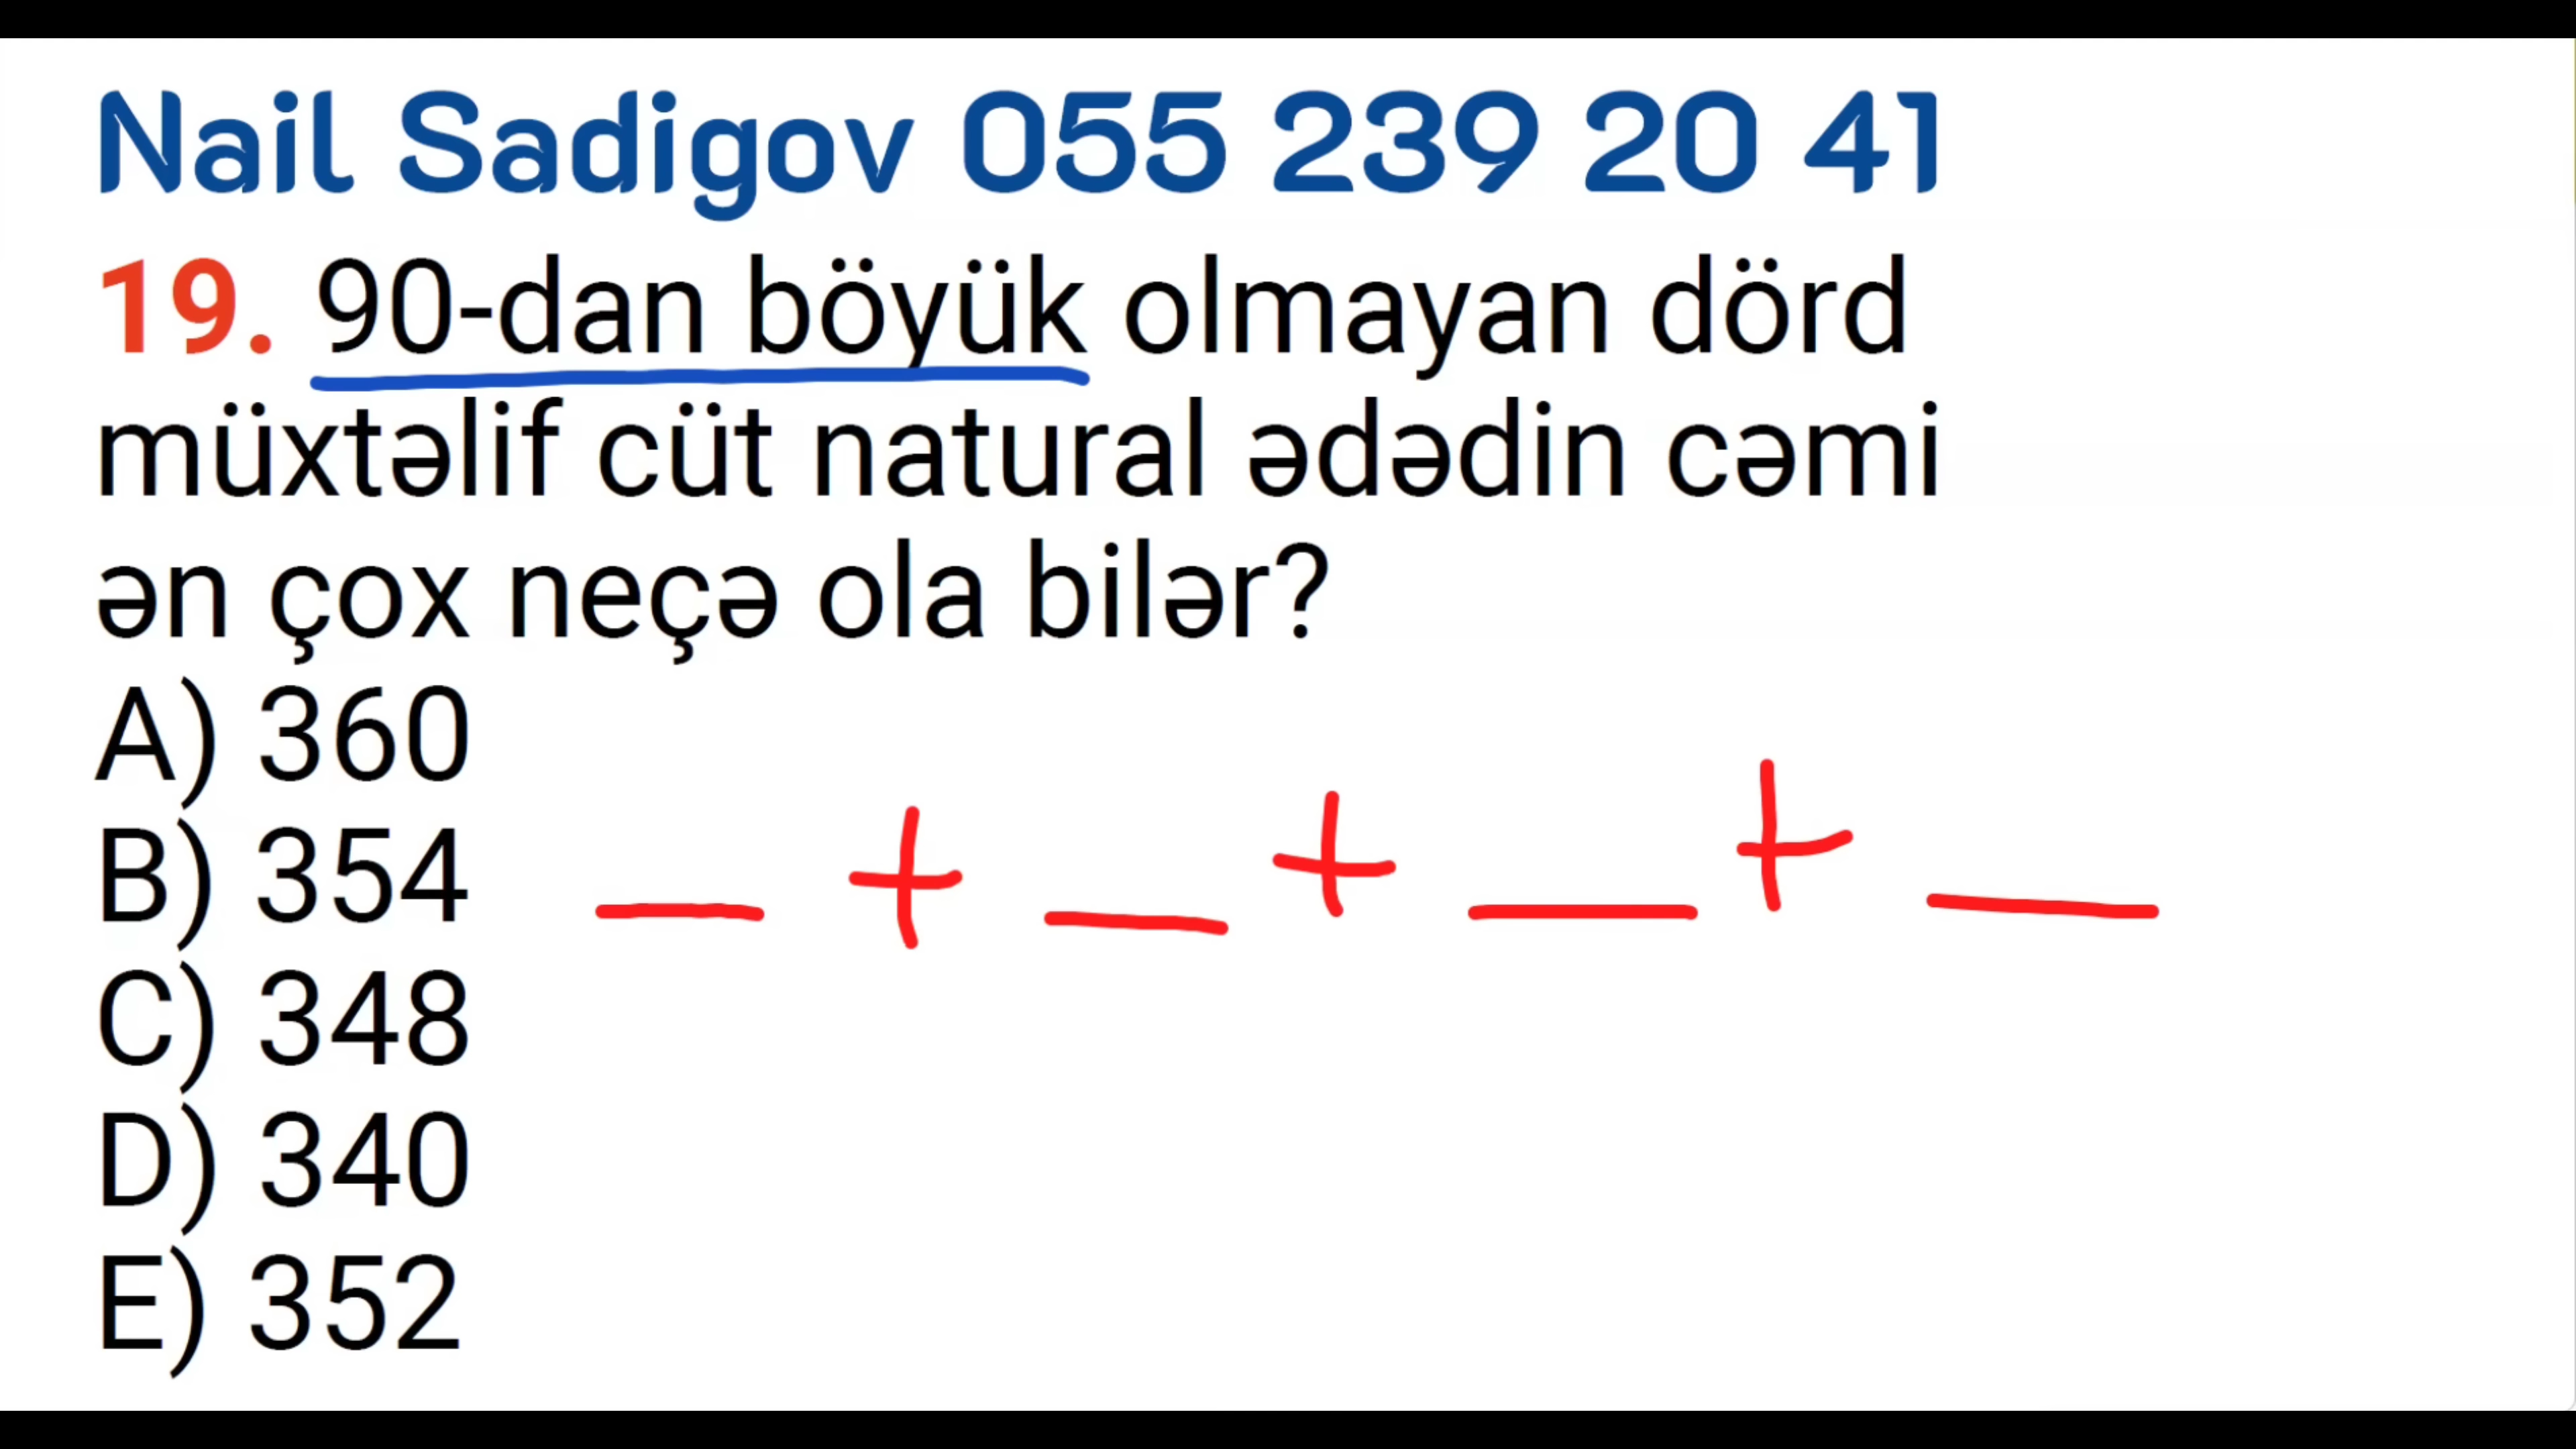 Nail Sadigov 055 239 20 41
19. 90-dan böyük olmayan dörd
müxtəlif cüt natural ədədin cəmi
ən çox neçə ola bilər?
A) 360
B) 354 _ + _ + _ + _
C) 348
D) 340
E) 352